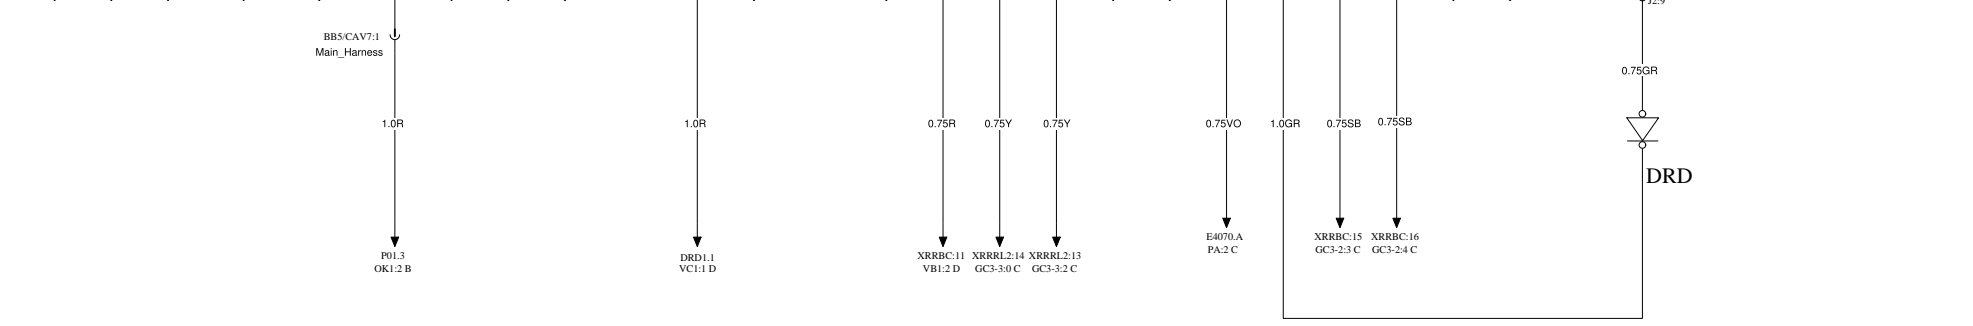 J2:9
BB5/CAV7:1
Main_Harness
0.75GR
1.0R
1.0R
0.75R
0.75Y
0.75Y
0.75VO
1.0GR
0.75SB
0.75SB
DRD
P01.3
OK1:2 B
DRD1.1
VC1:1 D
XRRBC:11
VB1:2 D
XRRRL2:14
GC3-3:0 C
XRRRL2:13
GC3-3:2 C
E4070.A
PA:2 C
XRRBC:15
GC3-2:3 C
XRRBC:16
GC3-2:4 C